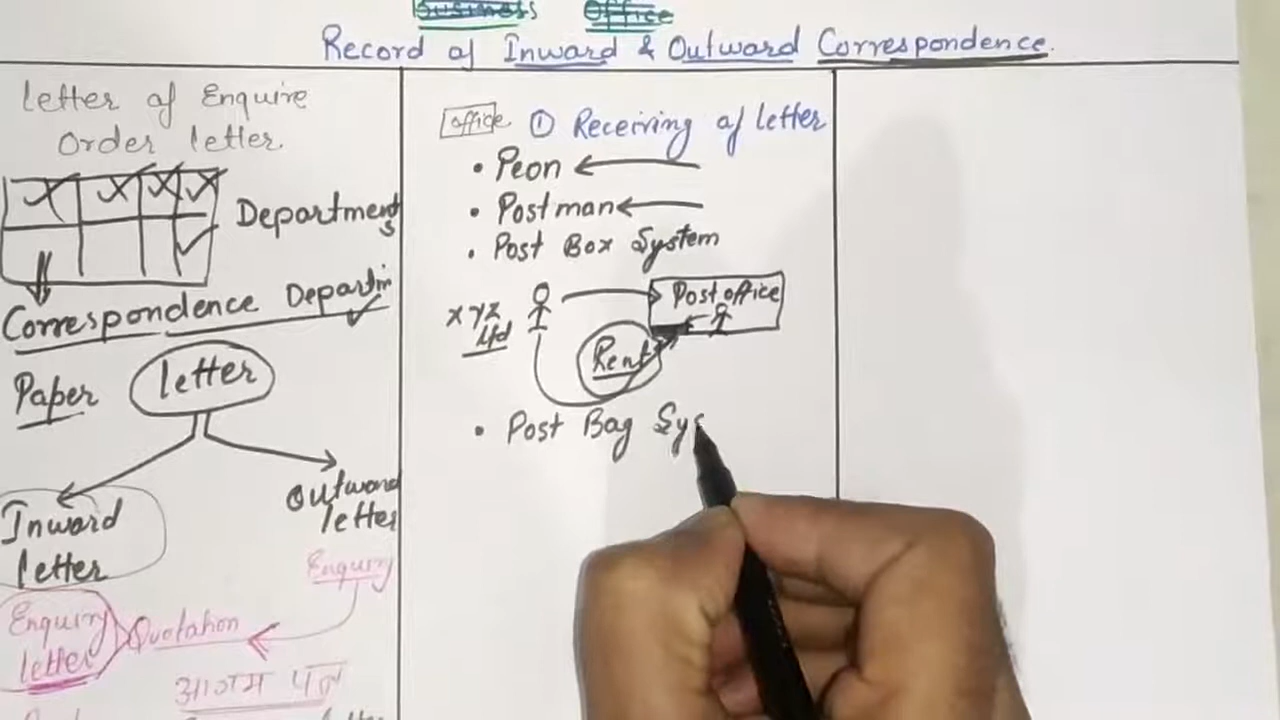 Business Office
Record of Inward & Outward Correspondence.
Letter of Enquire
Order letter.
Departments
Correspondence Departm
Paper
letter
Inward
letter
Outward
letter
Enquiry
Enquiry
letter
Quotation
आगम पत्र
office ① Receiving of letter
• Peon
• Postman
• Post Box System
xyz
Ltd
Post office
Rent
• Post Bag Sys